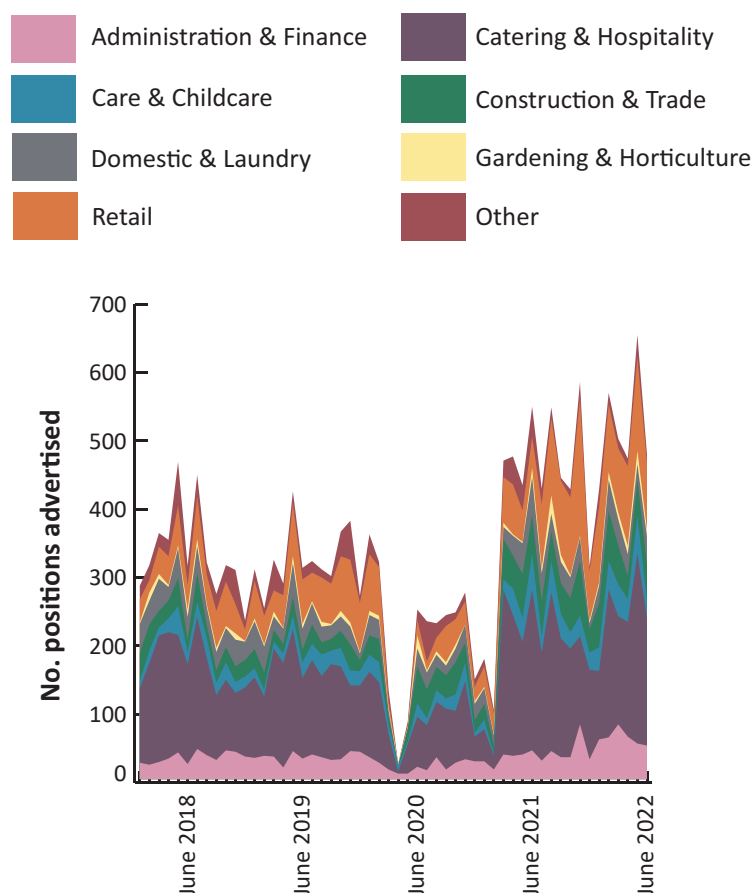 Administration & Finance
Catering & Hospitality
Care & Childcare
Construction & Trade
Domestic & Laundry
Gardening & Horticulture
Retail
Other
No. positions advertised
700
600
500
400
300
200
100
0
June 2018
June 2019
June 2020
June 2021
June 2022